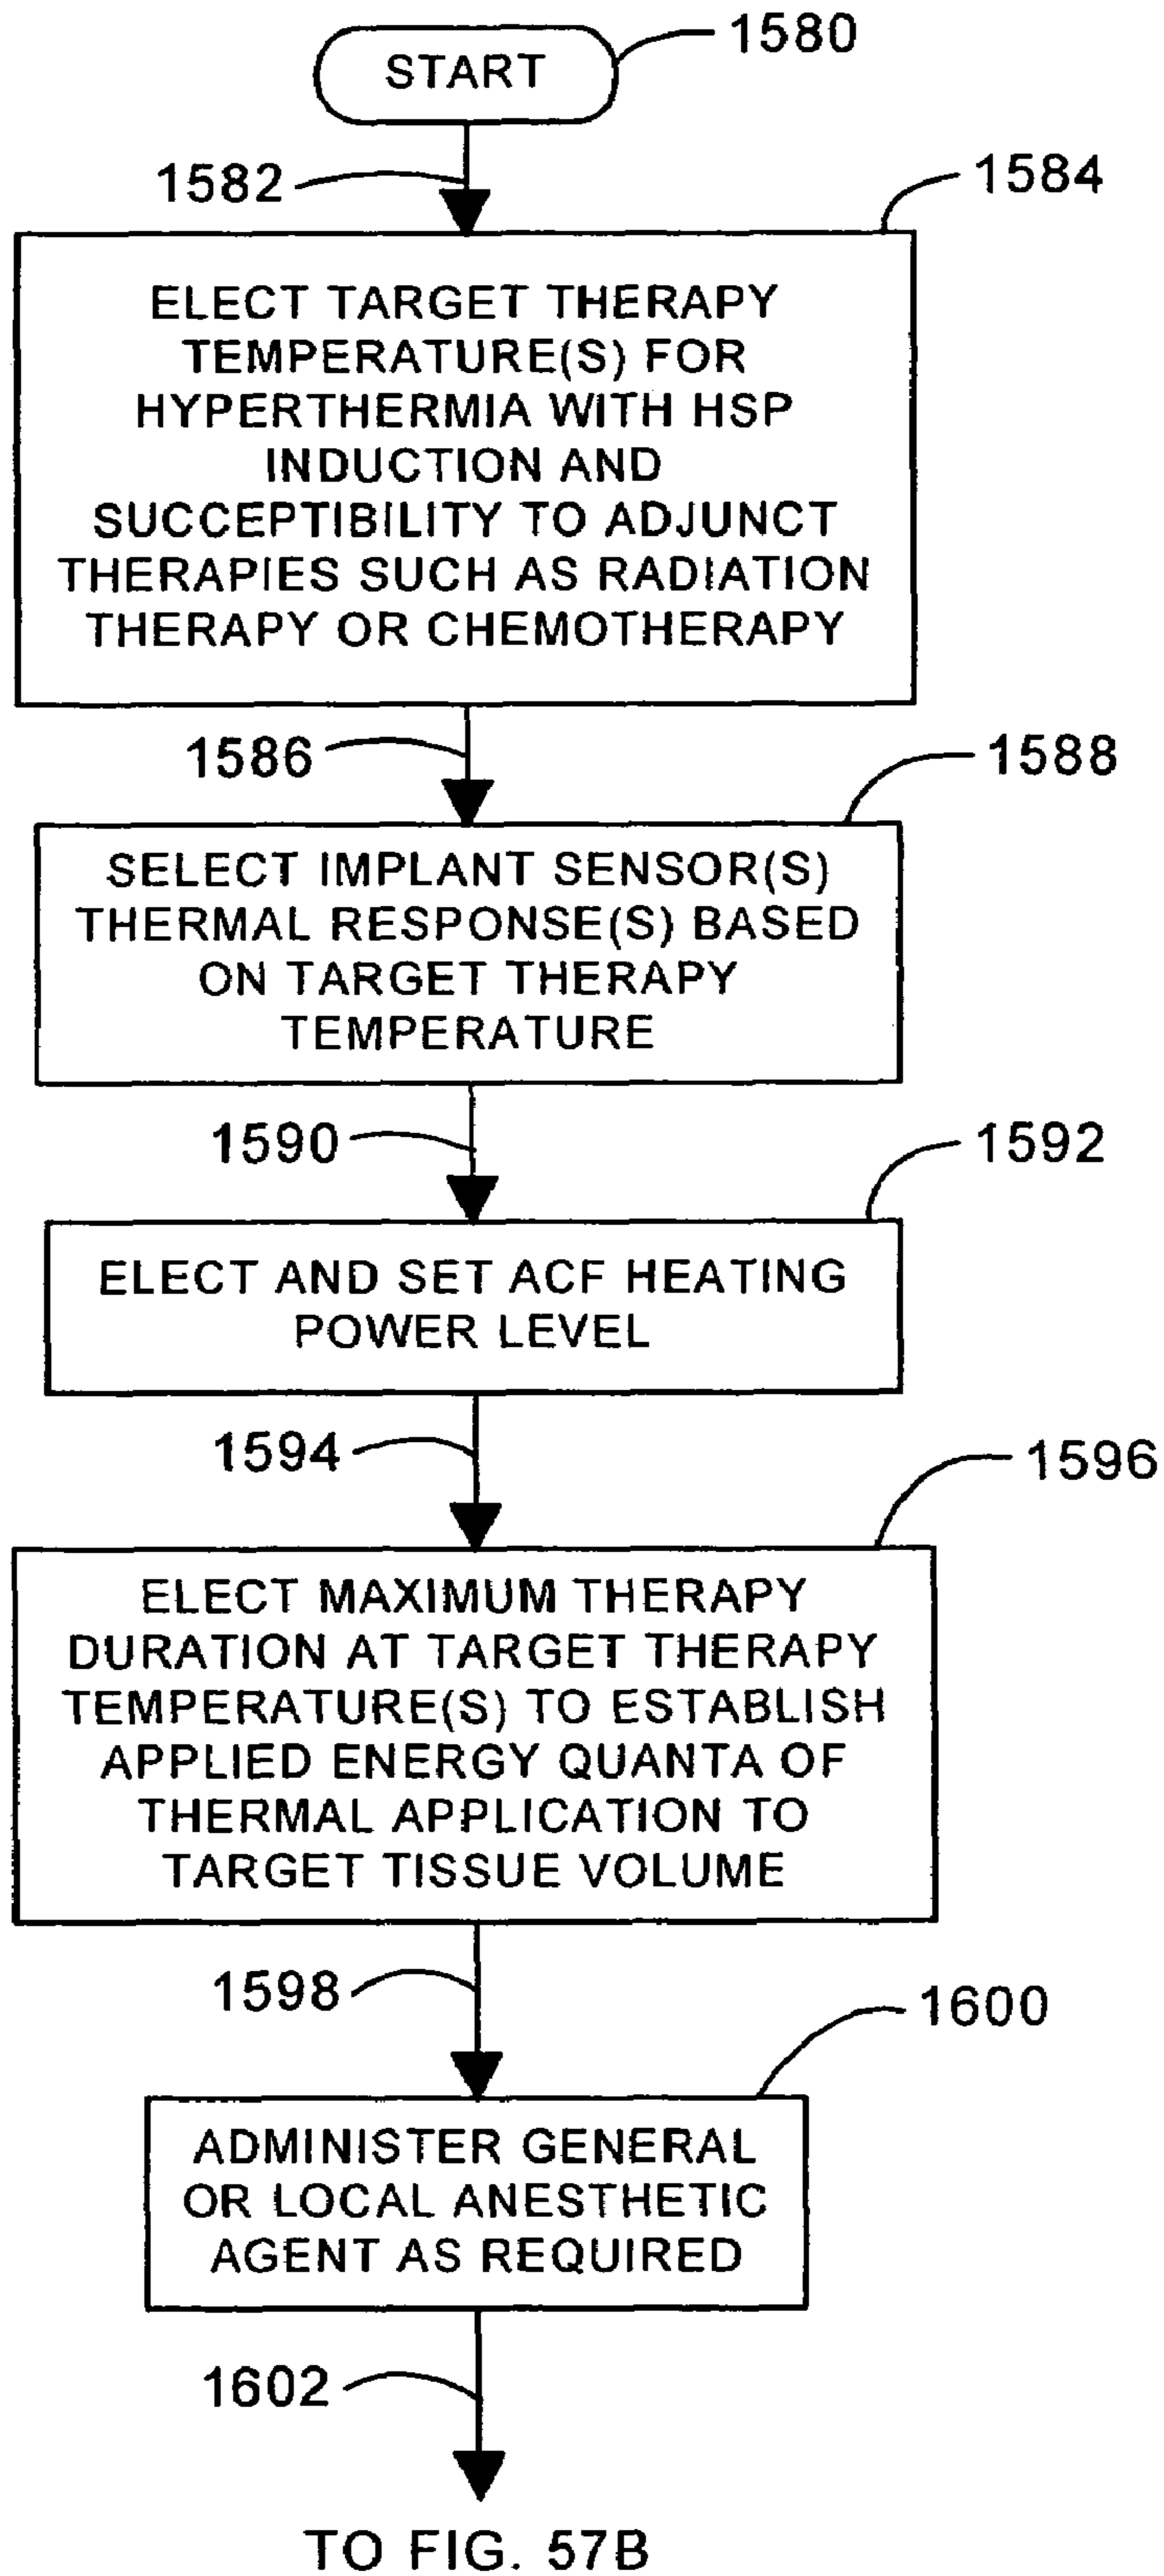 START
1580
1582
1584
ELECT TARGET THERAPY
TEMPERATURE(S) FOR
HYPERTHERMIA WITH HSP
INDUCTION AND
SUCCEPTIBILITY TO ADJUNCT
THERAPIES SUCH AS RADIATION
THERAPY OR CHEMOTHERAPY
1586
1588
SELECT IMPLANT SENSOR(S)
THERMAL RESPONSE(S) BASED
ON TARGET THERAPY
TEMPERATURE
1590
1592
ELECT AND SET ACF HEATING
POWER LEVEL
1594
1596
ELECT MAXIMUM THERAPY
DURATION AT TARGET THERAPY
TEMPERATURE(S) TO ESTABLISH
APPLIED ENERGY QUANTA OF
THERMAL APPLICATION TO
TARGET TISSUE VOLUME
1598
1600
ADMINISTER GENERAL
OR LOCAL ANESTHETIC
AGENT AS REQUIRED
1602
TO FIG. 57B